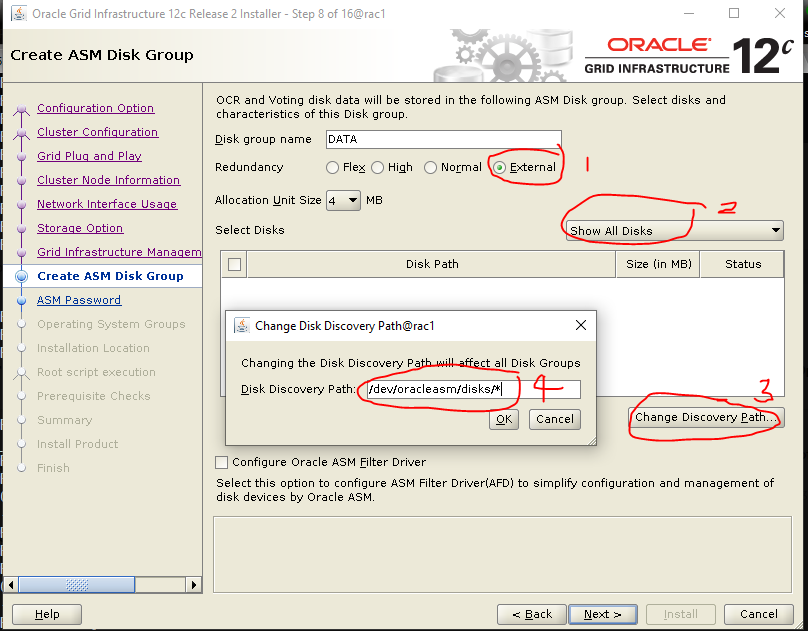 Oracle Grid Infrastructure 12c Release 2 Installer - Step 8 of 16@rac1
Create ASM Disk Group
ORACLE®
GRID INFRASTRUCTURE
12c
Configuration Option
Cluster Configuration
Grid Plug and Play
Cluster Node Information
Network Interface Usage
Storage Option
Grid Infrastructure Managem
Create ASM Disk Group
ASM Password
Operating System Groups
Installation Location
Root script execution
Prerequisite Checks
Summary
Install Product
Finish
OCR and Voting disk data will be stored in the following ASM Disk group. Select disks and
characteristics of this Disk group.
Disk group name DATA
Redundancy Flex High Normal External 1
Allocation Unit Size 4 MB
2
Select Disks Show All Disks
Disk Path Size (in MB) Status
Change Disk Discovery Path@rac1
Changing the Disk Discovery Path will affect all Disk Groups
Disk Discovery Path: /dev/oracleasm/disks/* 4
OK Cancel
3
Change Discovery Path...
Configure Oracle ASM Filter Driver
Select this option to configure ASM Filter Driver(AFD) to simplify configuration and management of
disk devices by Oracle ASM.
Help < Back Next > Install Cancel